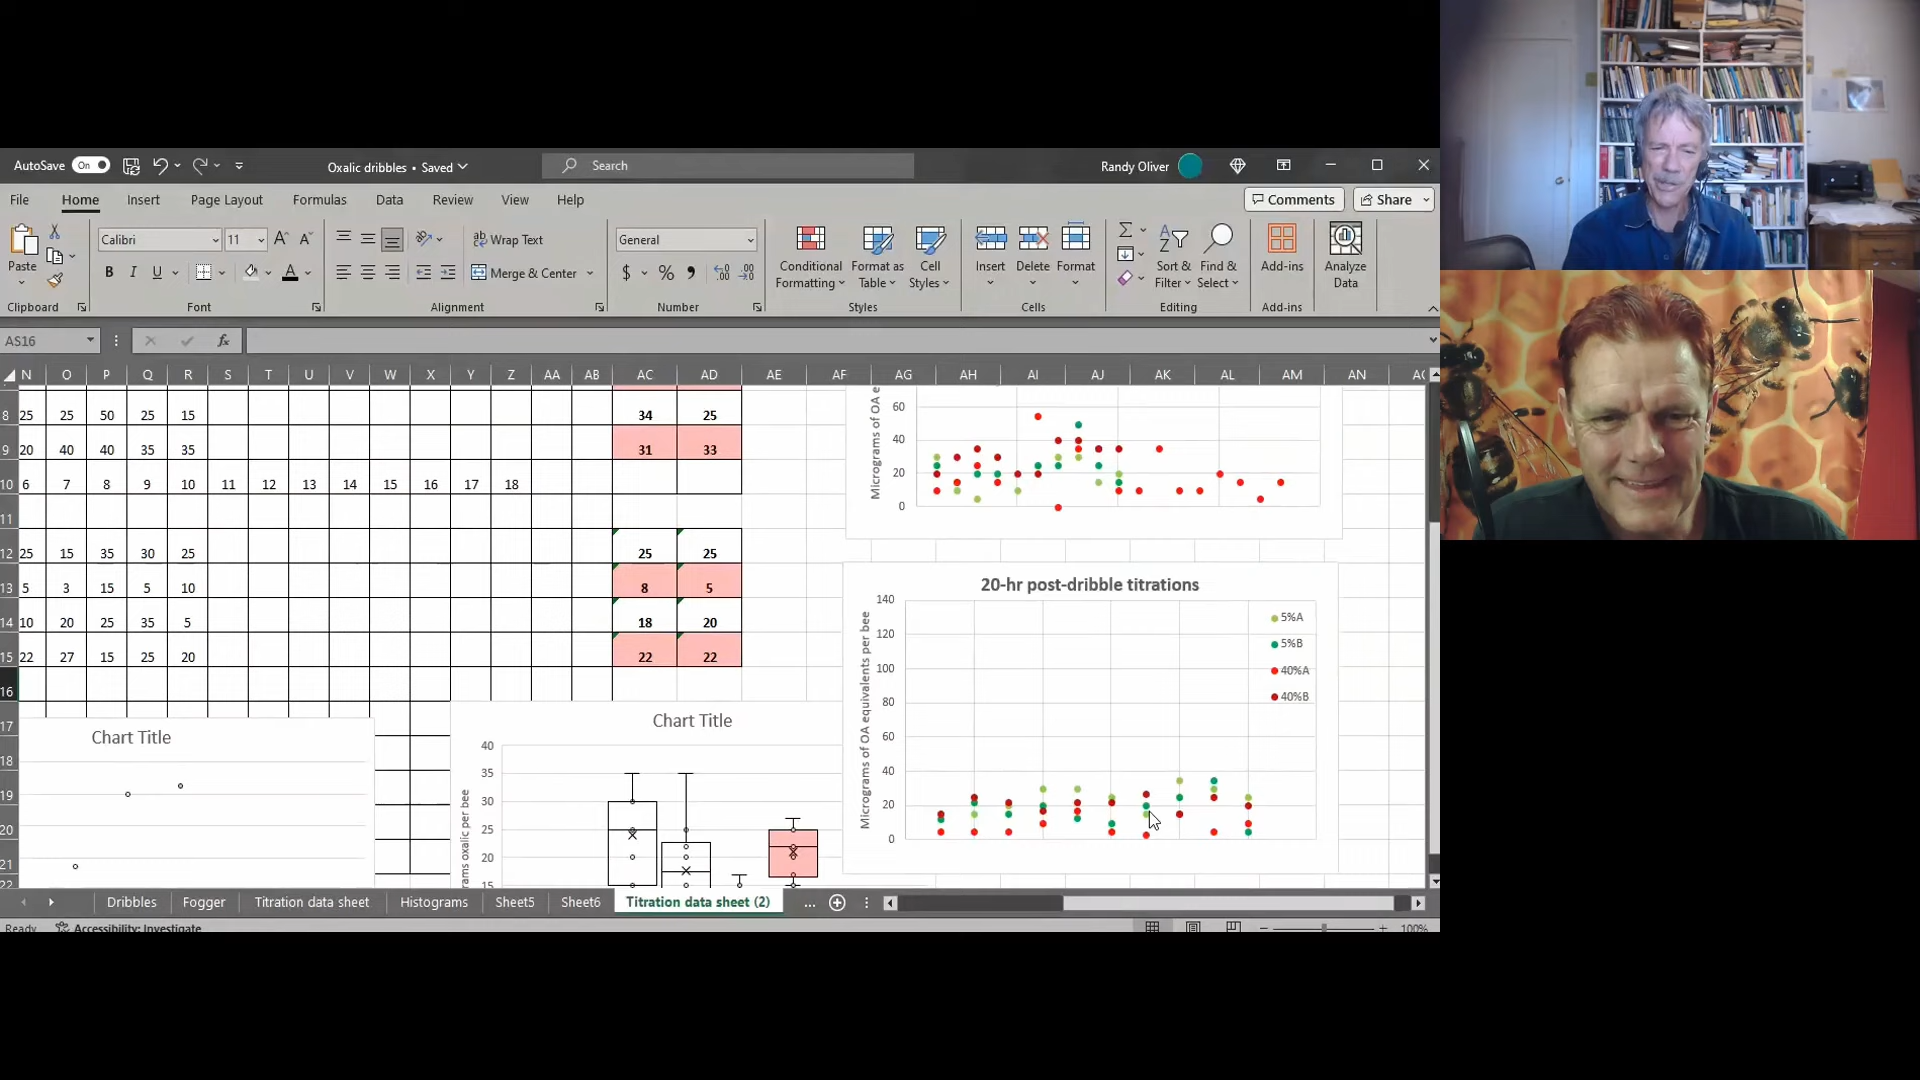 AutoSave On Oxalic dribbles • Saved Search Randy Oliver
File Home Insert Page Layout Formulas Data Review View Help Comments Share
Paste Calibri 11 A A Wrap Text General Conditional Formatting Format as Table Cell Styles Insert Delete Format Sort & Filter Find & Select Add-ins Analyze Data
B I U A Merge & Center $ % 9 .00
Clipboard Font Alignment Number Styles Cells Editing Add-ins
AS16 fx
N O P Q R S T U V W X Y Z AA AB AC AD AE AF AG AH AI AJ AK AL AM AN
8 25 25 50 25 15 34 25
9 20 40 40 35 35 31 33
10 6 7 8 9 10 11 12 13 14 15 16 17 18
11
12 25 15 35 30 25 25 25
13 5 3 15 5 10 8 5
14 10 20 25 35 5 18 20
15 22 27 15 25 20 22 22
16
17
18
19
20
21
22
Micrograms of OA e
60
40
20
0
20-hr post-dribble titrations
Micrograms of OA equivalents per bee
140
120
100
80
60
40
20
0
5%A
5%B
40%A
40%B
Chart Title
Chart Title
rams oxalic per bee
40
35
30
25
20
15
Dribbles Fogger Titration data sheet Histograms Sheet5 Sheet6 Titration data sheet (2) ...
Ready Accessibility: Investigate 100%